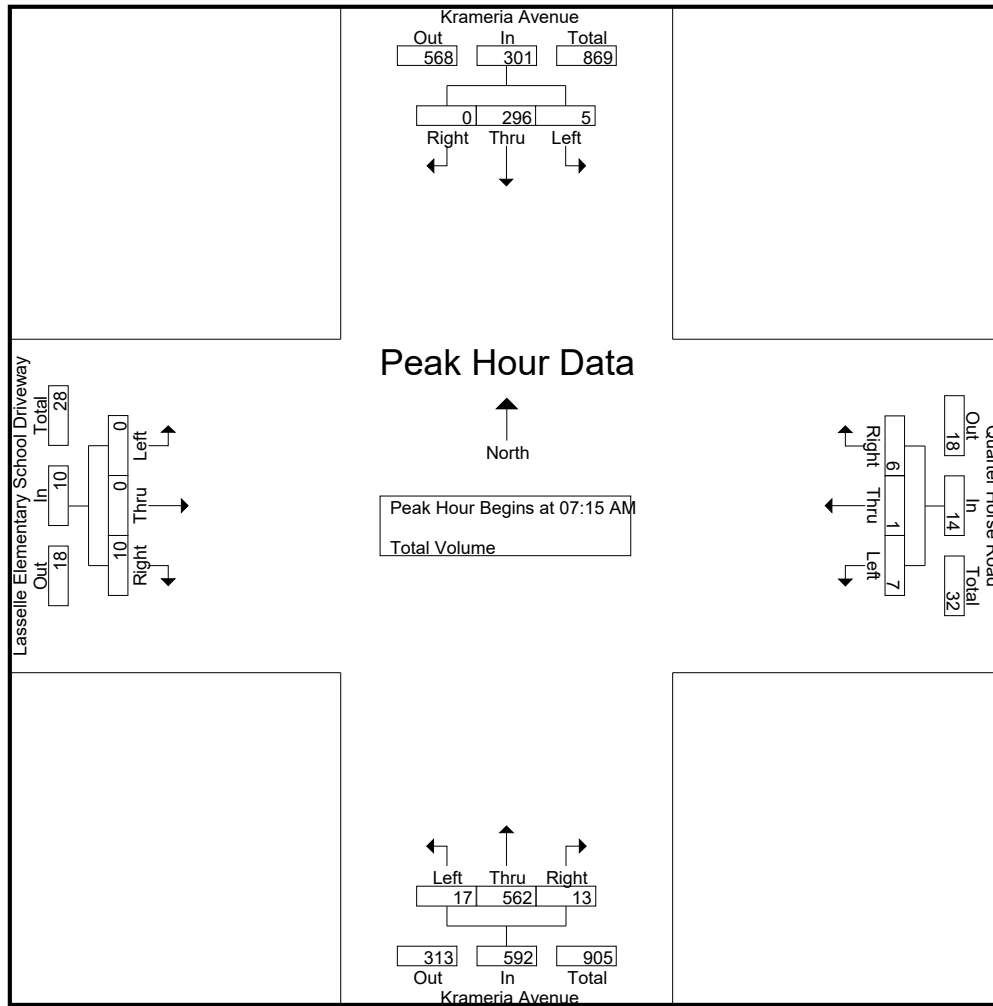 Krameria Avenue
Out In Total
568 301 869
0 296 5
Right Thru Left
Peak Hour Data
North
Peak Hour Begins at 07:15 AM
Total Volume
Lasselle Elementary School Driveway
Total In Out
28 10 18
0 0 10
Left Thru Right
Quarter Horse Road
Out In Total
18 14 32
6 1 7
Right Thru Left
Left Thru Right
17 562 13
313 592 905
Out In Total
Krameria Avenue